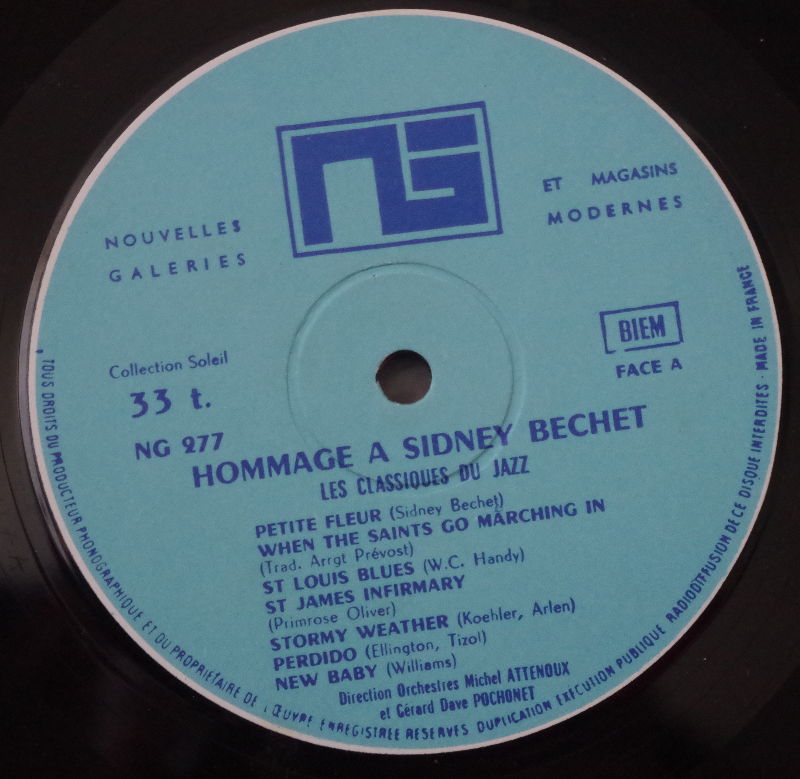 NG
NOUVELLES
GALERIES
ET MAGASINS
MODERNES
Collection Soleil
33 t.
NG 277
BIEM
FACE A
HOMMAGE A SIDNEY BECHET
LES CLASSIQUES DU JAZZ
PETITE FLEUR (Sidney Bechet)
WHEN THE SAINTS GO MARCHING IN
(Trad. Arrgt Prévost)
ST LOUIS BLUES (W.C. Handy)
ST JAMES INFIRMARY
(Primrose Oliver)
STORMY WEATHER (Koehler, Arlen)
PERDIDO (Ellington, Tizol)
NEW BABY (Williams)
Direction Orchestres Michel ATTENOUX
et Gérard Dave POCHONET
TOUS DROITS DU PRODUCTEUR PHONOGRAPHIQUE ET DU PROPRIETAIRE DE L'ŒUVRE ENREGISTREE RESERVES DUPLICATION EXECUTION PUBLIQUE RADIODIFFUSION DE CE DISQUE INTERDITES · MADE IN FRANCE